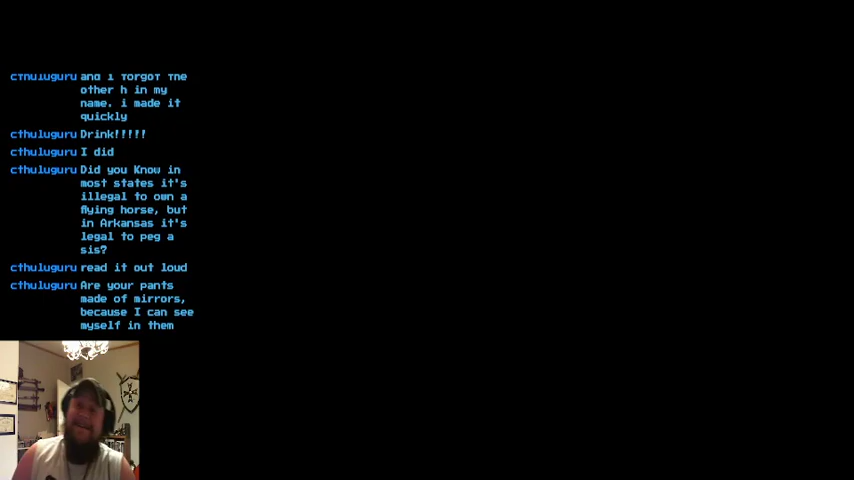 cthuluguru and i forgot the
other h in my
name. i made it
quickly
cthuluguru Drink!!!!!
cthuluguru I did
cthuluguru Did you Know in
most states it's
illegal to own a
flying horse, but
in Arkansas it's
legal to peg a
sis?
cthuluguru read it out loud
cthuluguru Are your pants
made of mirrors,
because I can see
myself in them